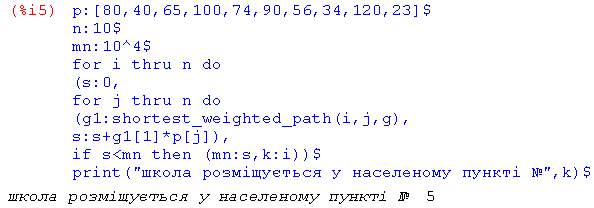 (%i5) p:[80,40,65,100,74,90,56,34,120,23]$
n:10$
mn:10^4$
for i thru n do
(s:0,
for j thru n do
(g1:shortest_weighted_path(i,j,g),
s:s+g1[1]*p[j]),
if s<mn then (mn:s,k:i))$
print("школа розміщується у населеному пункті №",k)$
школа розміщується у населеному пункті № 5